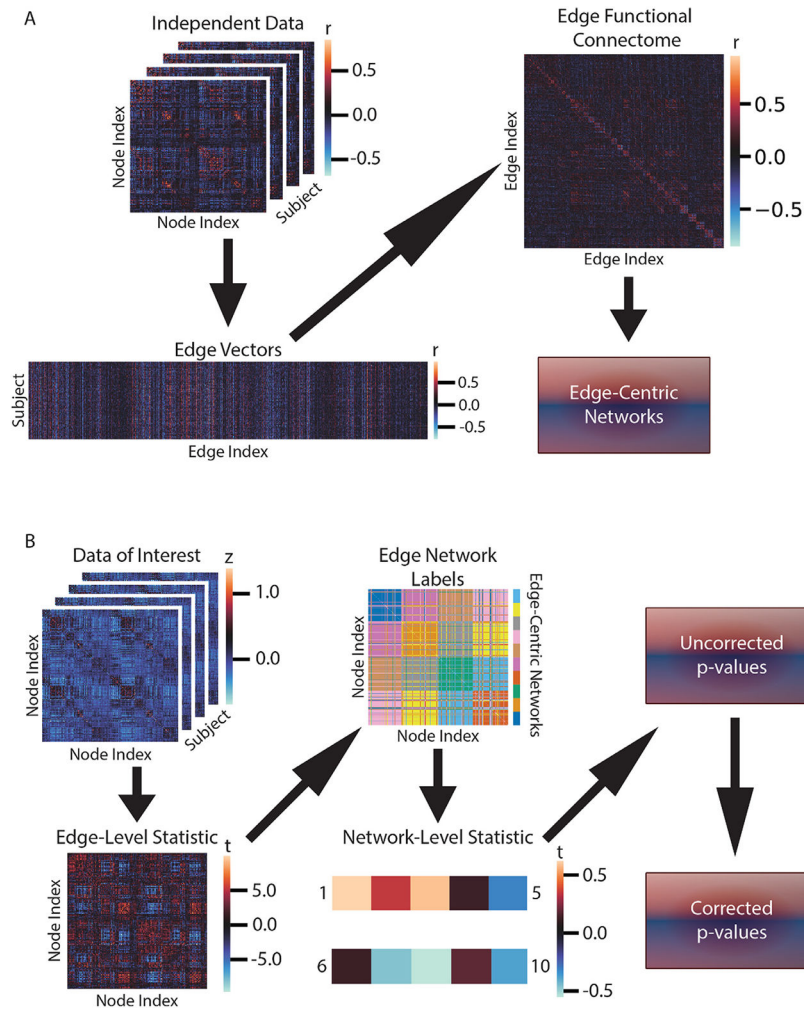 A
Independent Data
r
0.5
0.0
-0.5
Node Index
Subject
Node Index
Edge Functional
Connectome
r
0.5
0.0
−0.5
Edge Index
Edge Index
Edge Vectors
r
0.5
0.0
-0.5
Subject
Edge Index
Edge-Centric
Networks
B
Data of Interest
z
1.0
0.0
Node Index
Subject
Node Index
Edge Network
Labels
Node Index
Edge-Centric Networks
Node Index
Uncorrected
p-values
Edge-Level Statistic
t
5.0
0.0
-5.0
Node Index
Node Index
Network-Level Statistic
t
0.5
0.0
-0.5
1
5
6
10
Corrected
p-values